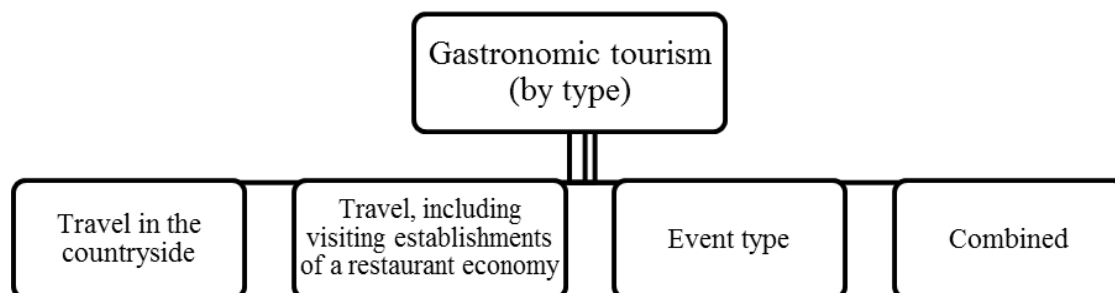 Gastronomic tourism
(by type)
Travel in the
countryside
Travel, including
visiting establishments
of a restaurant economy
Event type
Combined